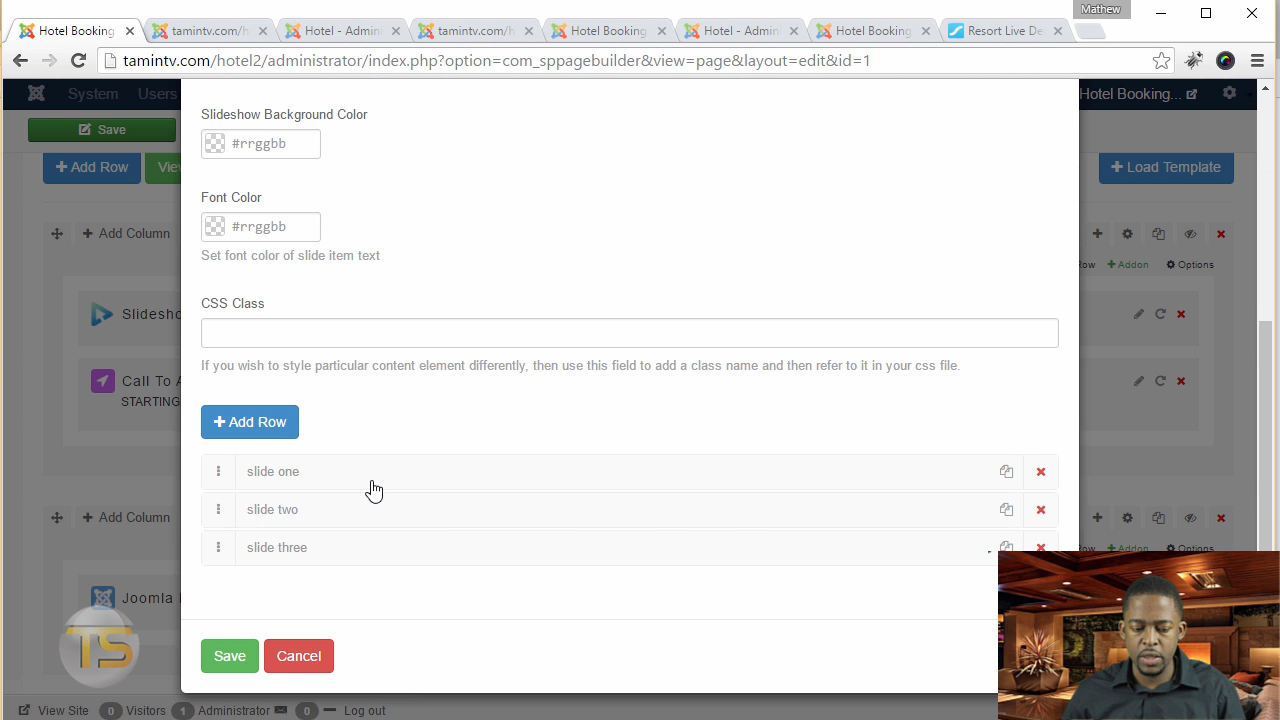 Mathew
Hotel Booking
tamintv.com/h
Hotel - Admin
tamintv.com/h
Hotel Booking
Hotel - Admin
Hotel Booking
Resort Live De
tamintv.com/hotel2/administrator/index.php?option=com_sppagebuilder&view=page&layout=edit&id=1
System
Users
Hotel Booking...
Save
Add Row
Vie
Load Template
Slideshow Background Color
#rrggbb
Font Color
#rrggbb
Set font color of slide item text
Add Column
Row
Addon
Options
Slidesho
CSS Class
If you wish to style particular content element differently, then use this field to add a class name and then refer to it in your css file.
Call To A
STARTING
Add Row
slide one
slide two
slide three
Add Column
Row
Addon
Options
Joomla
TS
Save
Cancel
View Site
0
Visitors
1
Administrator
0
Log out